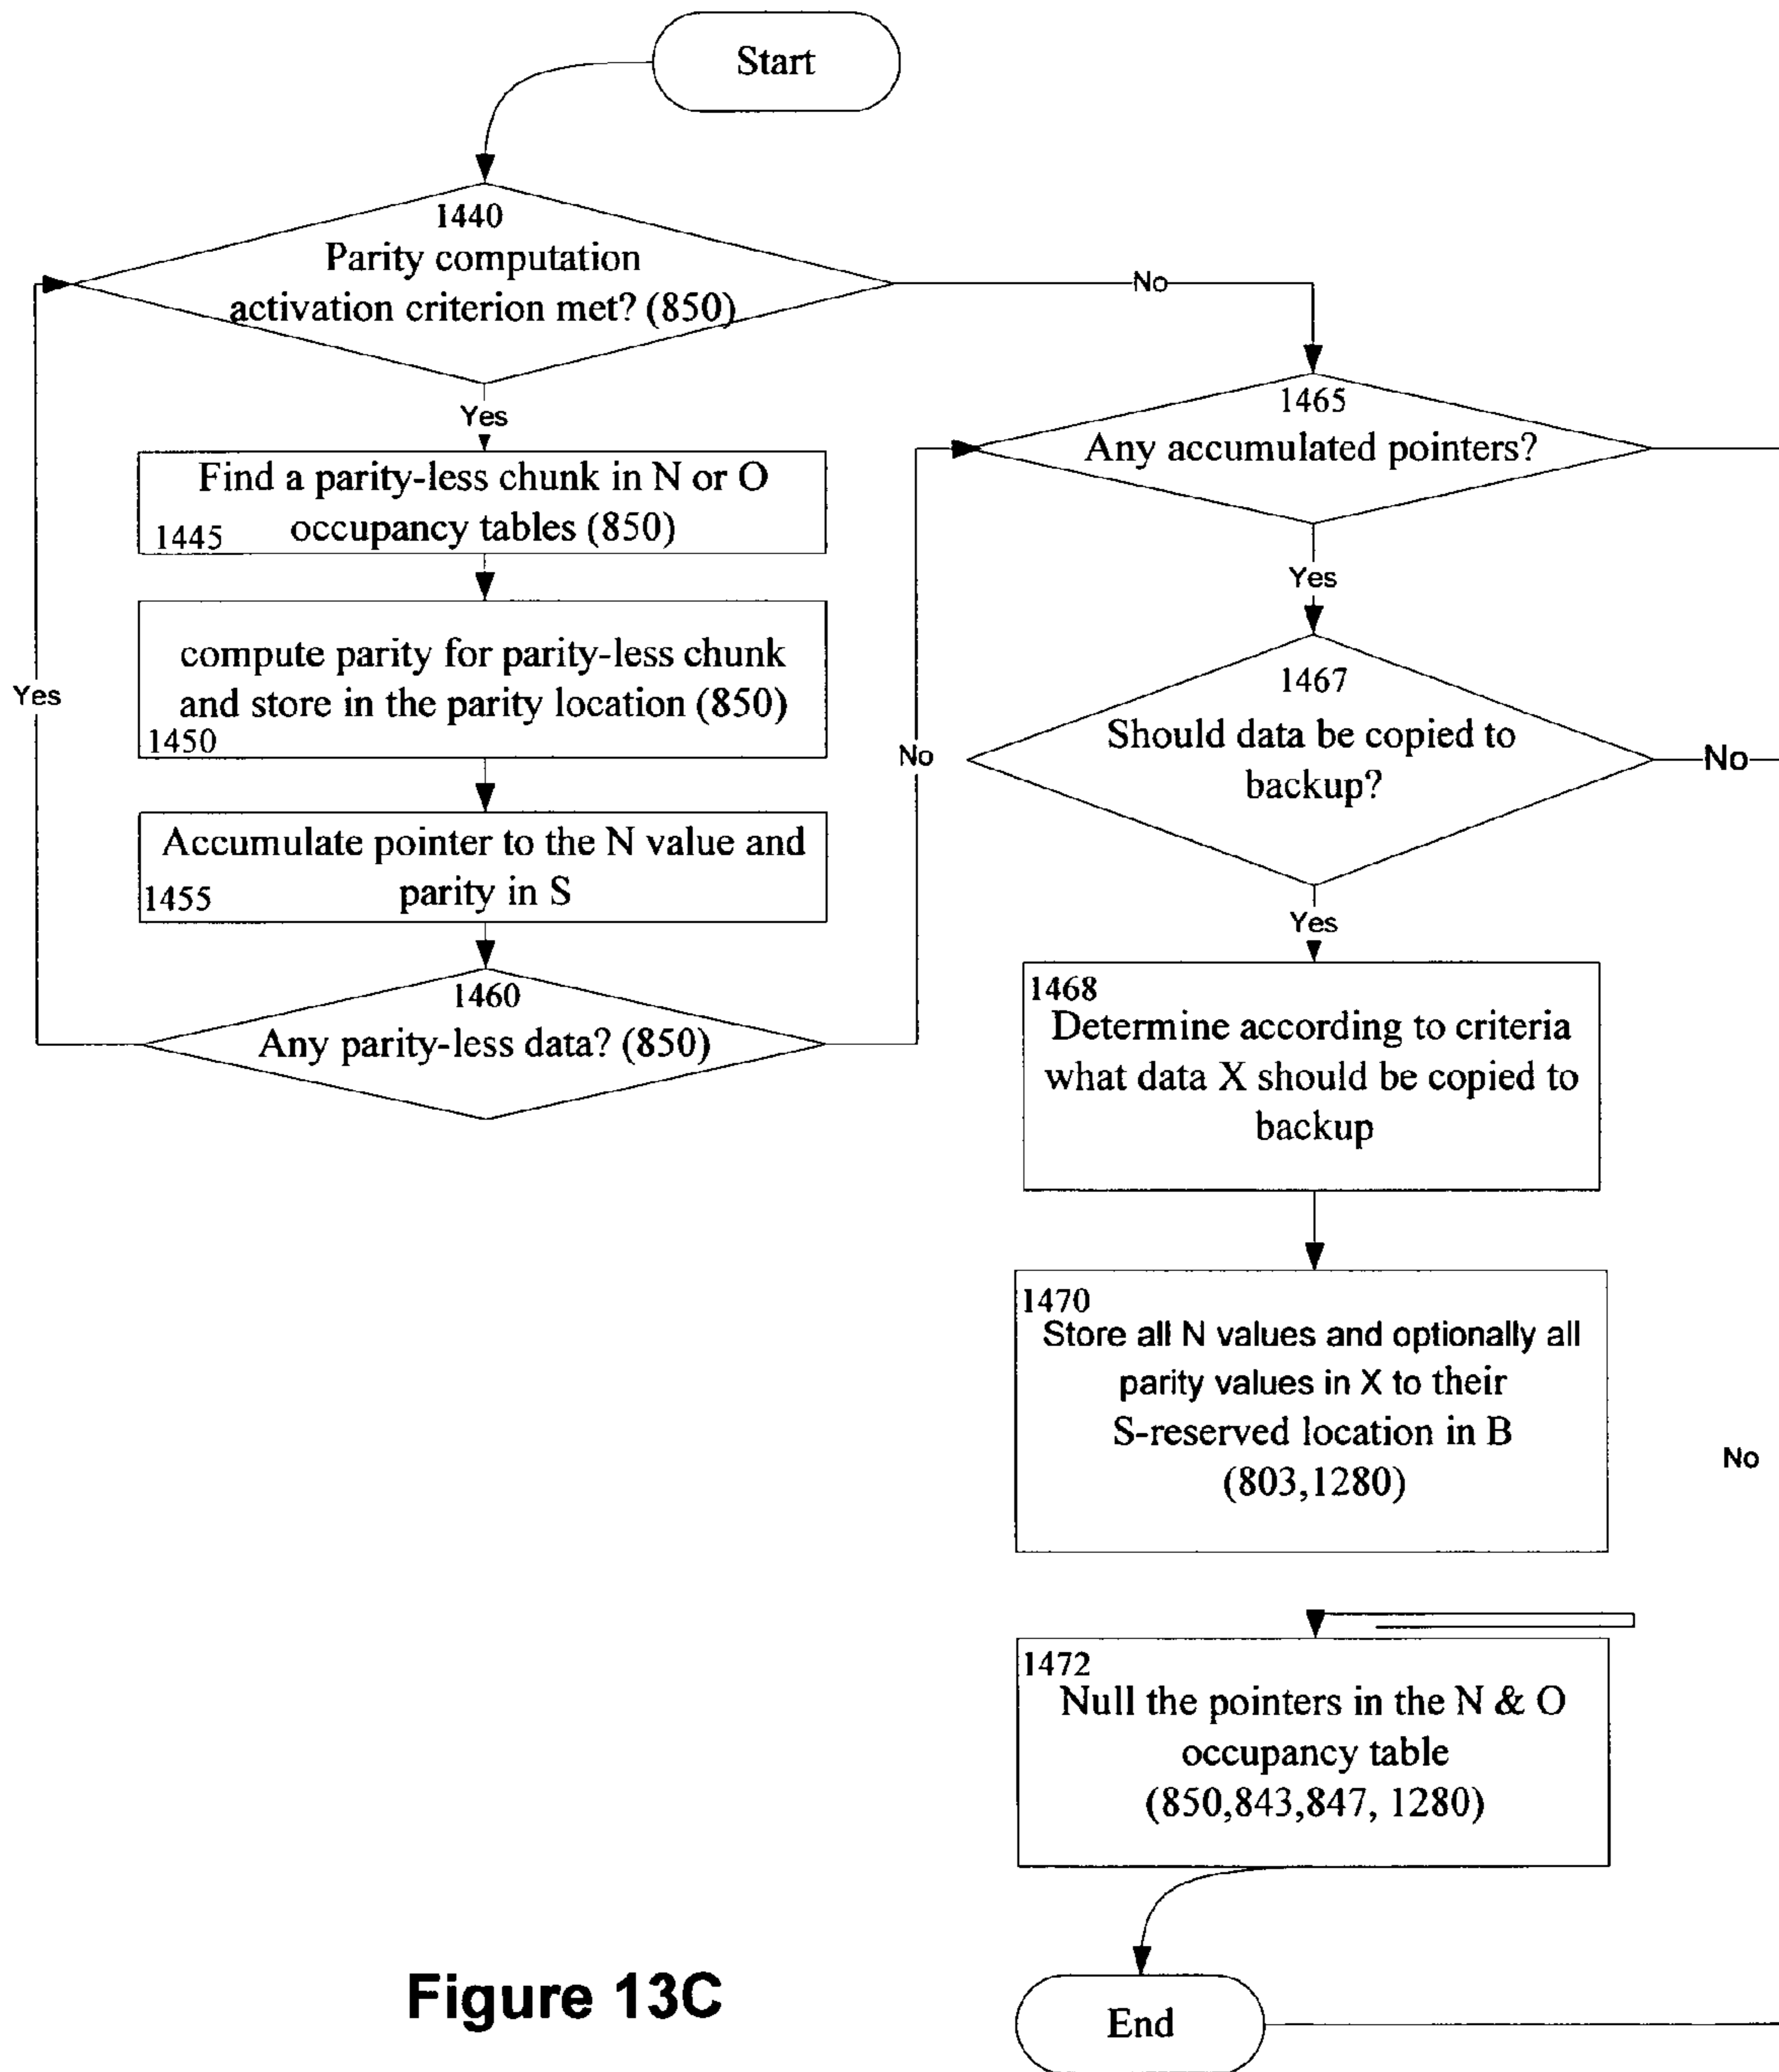 Start
1440
Parity computation
activation criterion met? (850)
No
Yes
1445
Find a parity-less chunk in N or O
occupancy tables (850)
compute parity for parity-less chunk
and store in the parity location (850)
1450
Accumulate pointer to the N value and
parity in S
1455
1460
Any parity-less data? (850)
Yes
No
1465
Any accumulated pointers?
Yes
1467
Should data be copied to
backup?
No
Yes
1468
Determine according to criteria
what data X should be copied to
backup
1470
Store all N values and optionally all
parity values in X to their
S-reserved location in B
(803,1280)
No
1472
Null the pointers in the N & O
occupancy table
(850,843,847, 1280)
End
Figure 13C